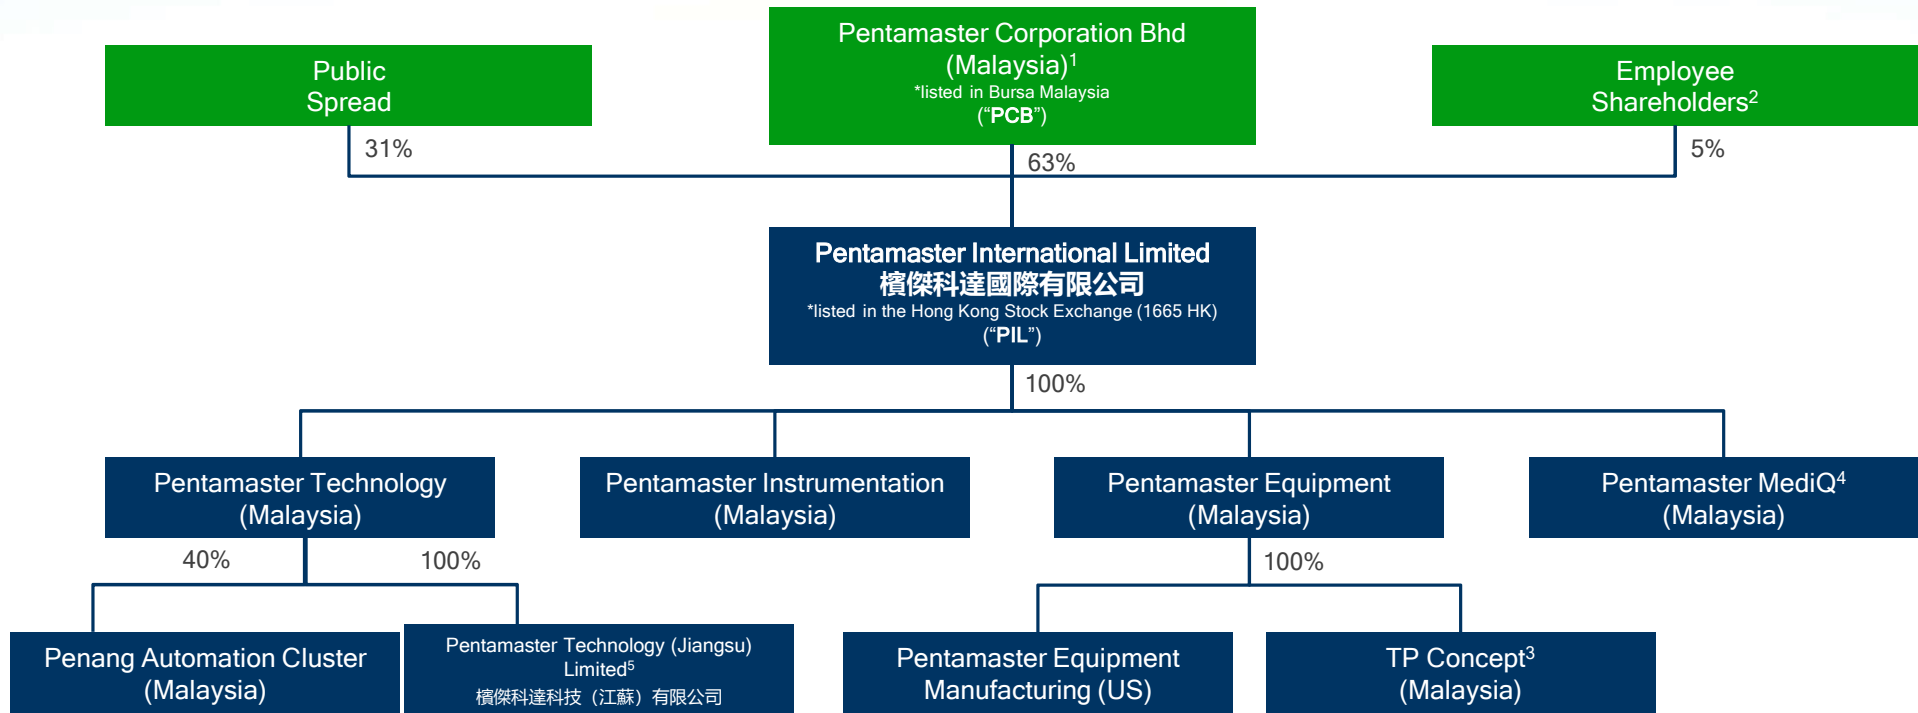 Public
Spread
Pentamaster Corporation Bhd
(Malaysia)1
*listed in Bursa Malaysia
(“PCB”)
Employee
Shareholders2
31%
63%
5%
Pentamaster International Limited
檳傑科達國際有限公司
*listed in the Hong Kong Stock Exchange (1665 HK)
(“PIL”)
100%
Pentamaster Technology
(Malaysia)
Pentamaster Instrumentation
(Malaysia)
Pentamaster Equipment
(Malaysia)
Pentamaster MediQ4
(Malaysia)
40%
100%
100%
Penang Automation Cluster
(Malaysia)
Pentamaster Technology (Jiangsu)
Limited5
檳傑科達科技（江蘇）有限公司
Pentamaster Equipment
Manufacturing (US)
TP Concept3
(Malaysia)